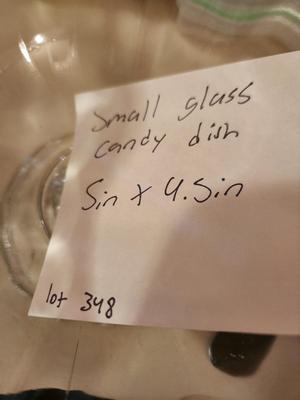 small glass
candy dish
5in x 4.5in
lot 348